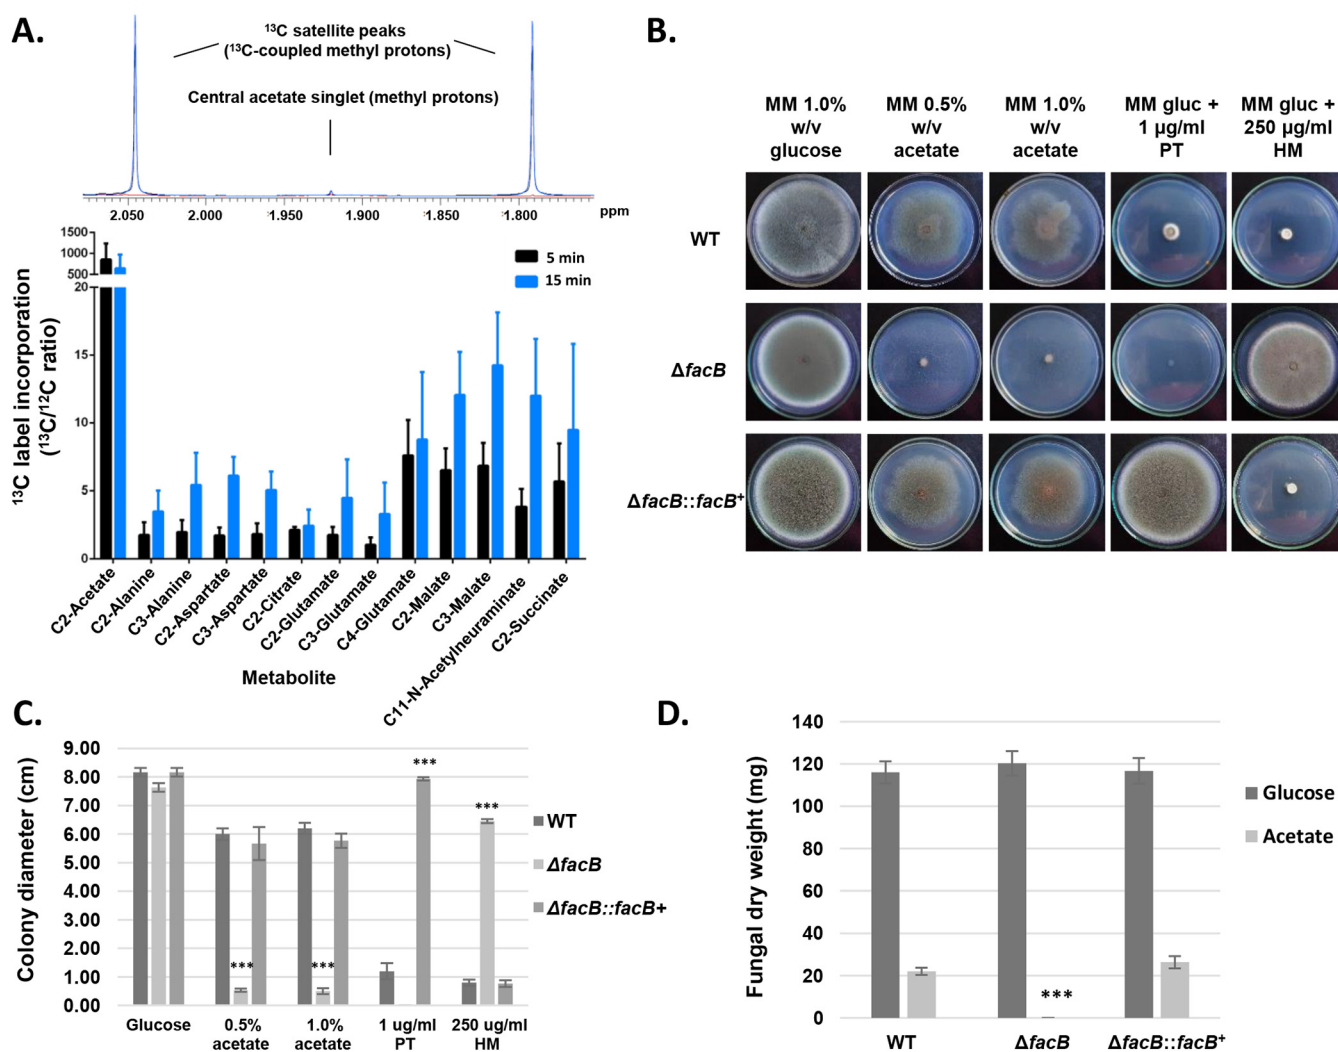 A.
¹³C satellite peaks
(¹³C-coupled methyl protons)
Central acetate singlet (methyl protons)
2.050 2.000 1.950 1.900 1.850 1.800 ppm
¹³C label incorporation
(¹³C/¹²C ratio)
1500
1000
500
20
15
10
5
0
5 min
15 min
C2-Acetate
C2-Alanine
C3-Alanine
C2-Aspartate
C3-Aspartate
C2-Citrate
C2-Glutamate
C3-Glutamate
C4-Glutamate
C2-Malate
C3-Malate
C11-N-Acetylneuraminate
C2-Succinate
Metabolite
B.
MM 1.0%
w/v
glucose
MM 0.5%
w/v
acetate
MM 1.0%
w/v
acetate
MM gluc +
1 µg/ml
PT
MM gluc +
250 µg/ml
HM
WT
ΔfacB
ΔfacB::facB⁺
C.
Colony diameter (cm)
9.00
8.00
7.00
6.00
5.00
4.00
3.00
2.00
1.00
0.00
***
***
***
***
Glucose
0.5%
acetate
1.0%
acetate
1 ug/ml
PT
250 ug/ml
HM
WT
ΔfacB
ΔfacB::facB+
D.
Fungal dry weight (mg)
140
120
100
80
60
40
20
0
***
WT
ΔfacB
ΔfacB::facB⁺
Glucose
Acetate